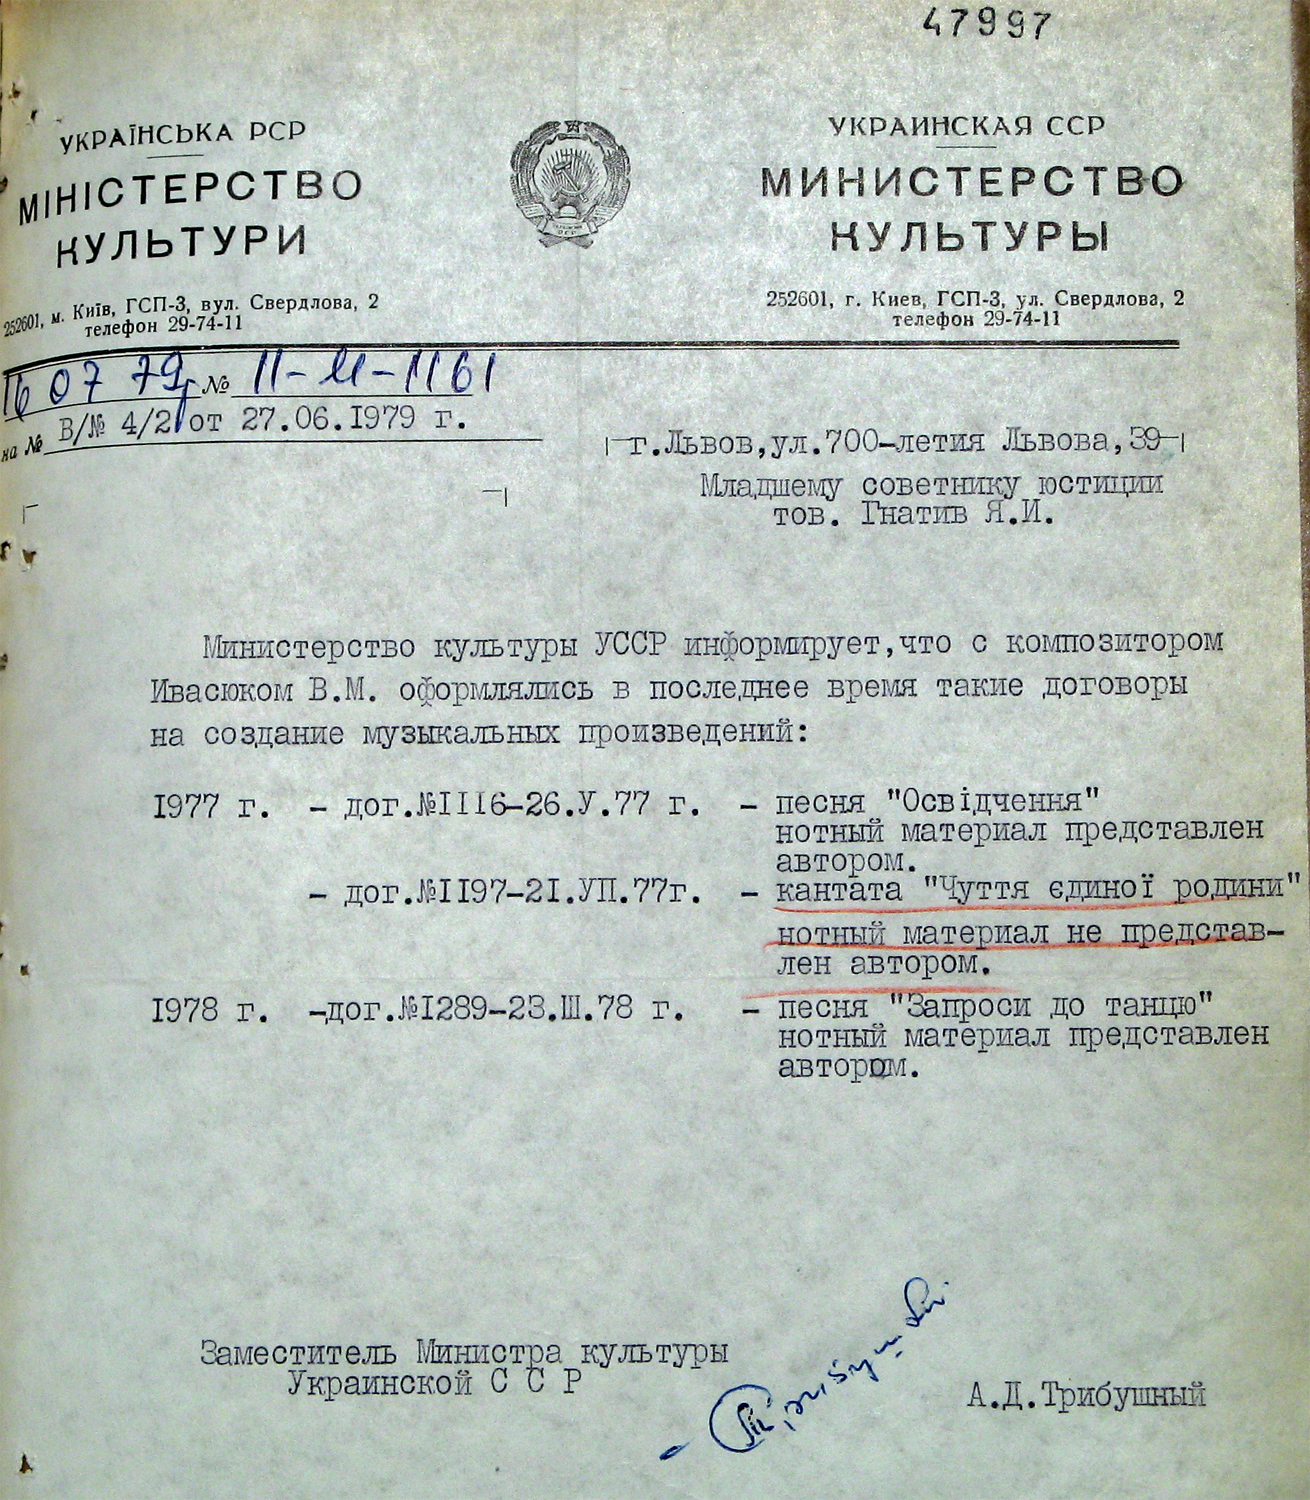 47997
УКРАЇНСЬКА РСР
МІНІСТЕРСТВО
КУЛЬТУРИ
252601, м. Київ, ГСП-3, вул. Свердлова, 2
телефон 29-74-11
УКРАИНСКАЯ ССР
МИНИСТЕРСТВО
КУЛЬТУРЫ
252601, г. Киев, ГСП-3, ул. Свердлова, 2
телефон 29-74-11
16 07 79 № 11-11-1161
на № В/№ 4/2 от 27.06.1979 г.
г.Львов,ул.700-летия Львова,39
Младшему советнику юстиции
тов. Гнатив Я.И.
Министерство культуры УССР информирует,что с композитором
Ивасюком В.М. оформлялись в последнее время такие договоры
на создание музыкальных произведений:
1977 г. - дог.№1116-26.У.77 г. - песня "Освідчення"
нотный материал представлен
автором.
- дог.№1197-21.УП.77г. - кантата "Чуття єдиної родини"
нотный материал не представ-
лен автором.
1978 г. -дог.№1289-23.Ш.78 г. - песня "Запроси до танцю"
нотный материал представлен
автором.
Заместитель Министра культуры
Украинской С С Р
А.Д.Трибушный